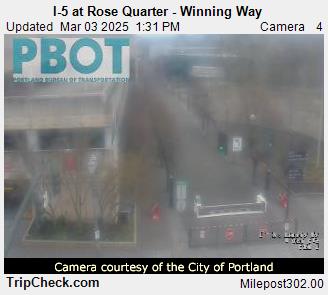 I-5 at Rose Quarter - Winning Way
Updated Mar 03 2025 1:31 PM Camera 4
PBOT
PORTLAND BUREAU OF TRANSPORTATION
Camera courtesy of the City of Portland
TripCheck.com Milepost302.00